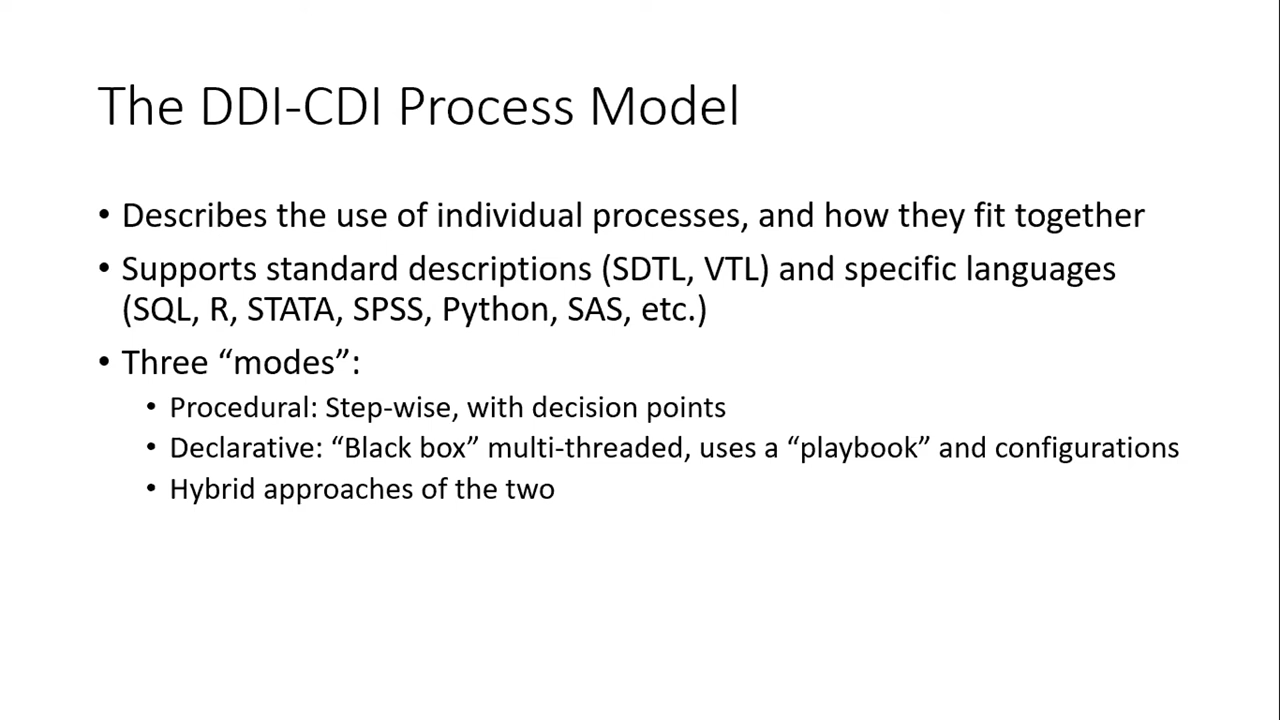 The DDI-CDI Process Model
• Describes the use of individual processes, and how they fit together
• Supports standard descriptions (SDTL, VTL) and specific languages
(SQL, R, STATA, SPSS, Python, SAS, etc.)
• Three “modes”:
• Procedural: Step-wise, with decision points
• Declarative: “Black box” multi-threaded, uses a “playbook” and configurations
• Hybrid approaches of the two